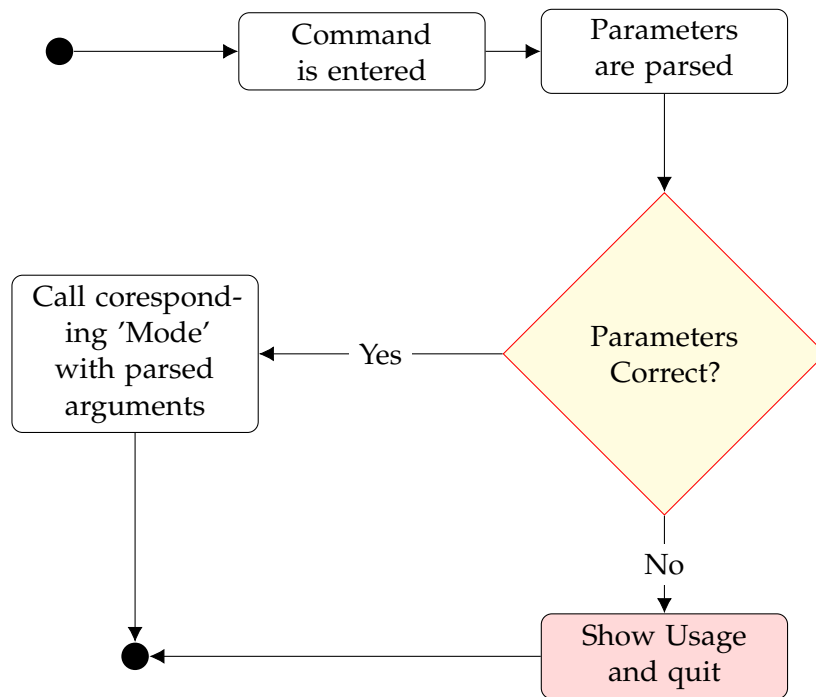 Command
is entered
Parameters
are parsed
Call corespond-
ing 'Mode'
with parsed
arguments
Yes
Parameters
Correct?
No
Show Usage
and quit